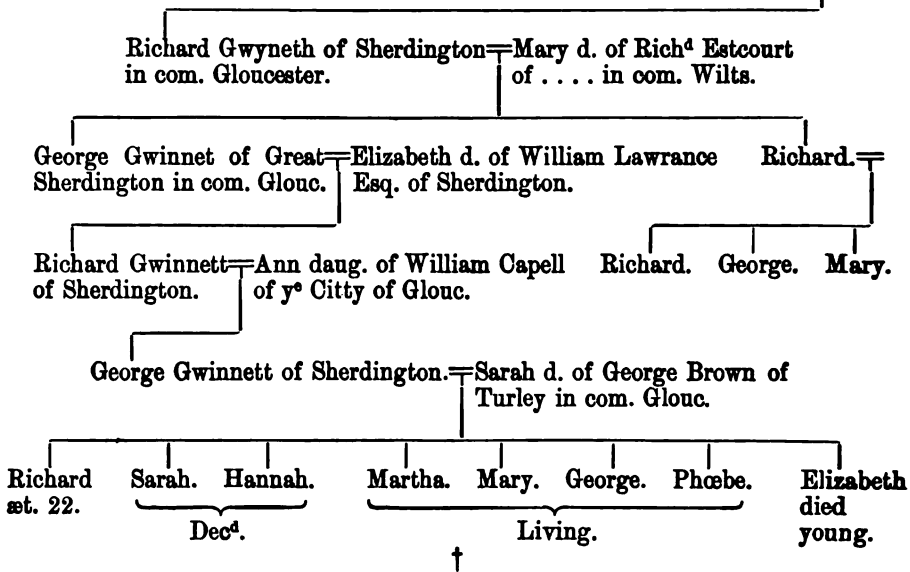 Richard Gwyneth of Sherdington=Mary d. of Richᵈ Estcourt
in com. Gloucester. of . . . . in com. Wilts.
George Gwinnet of Great=Elizabeth d. of William Lawrance Richard.=
Sherdington in com. Glouc. Esq. of Sherdington.
Richard Gwinnett=Ann daug. of William Capell Richard. George. Mary.
of Sherdington. of yᵉ Citty of Glouc.
George Gwinnett of Sherdington.=Sarah d. of George Brown of
Turley in com. Glouc.
Richard Sarah. Hannah. Martha. Mary. George. Phœbe. Elizabeth
æt. 22. died
Decᵈ. Living. young.
†